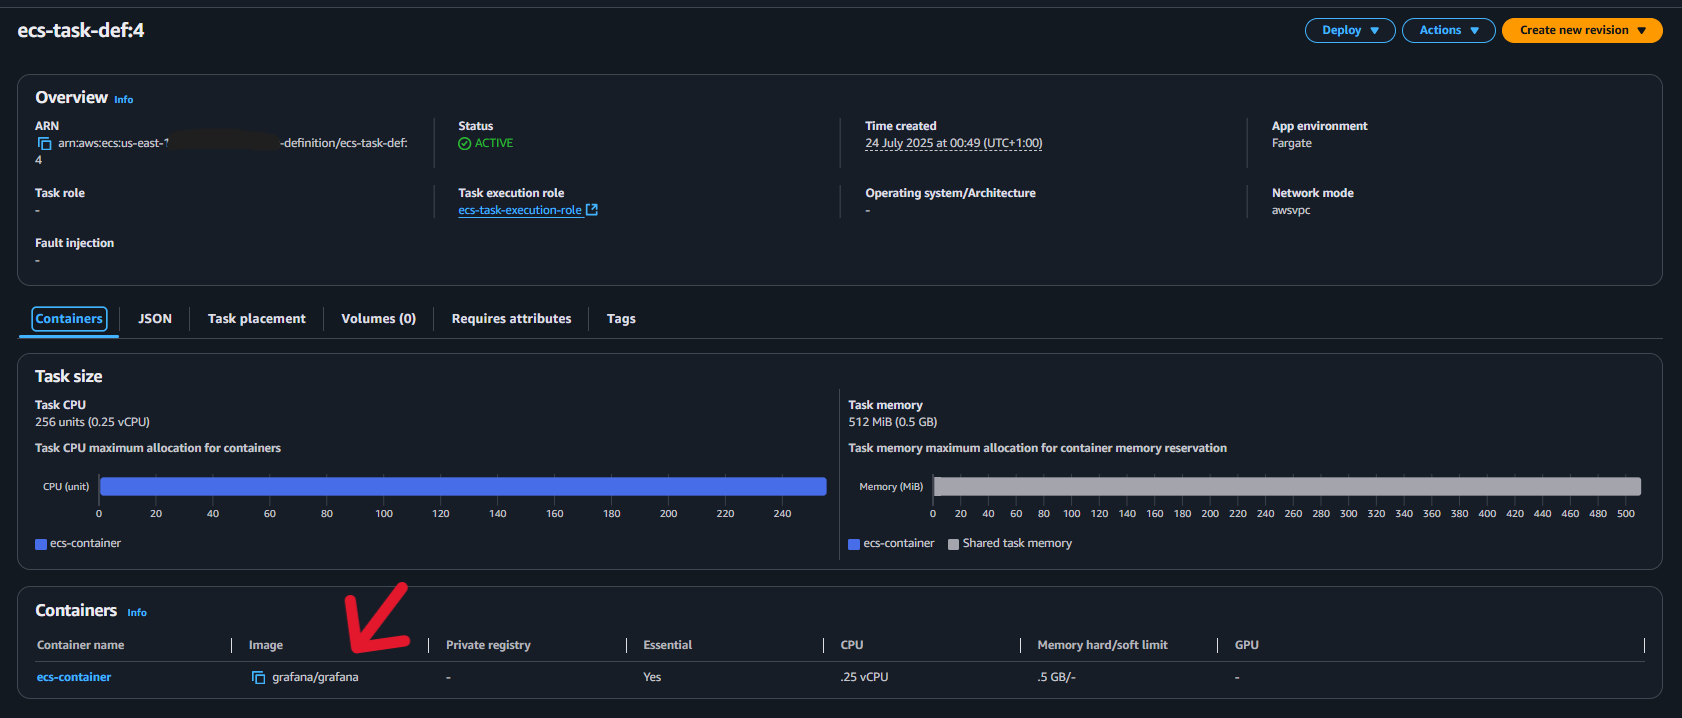 ecs-task-def:4
Deploy
Actions
Create new revision
Overview Info
ARN
arn:aws:ecs:us-east-1 -definition/ecs-task-def:
4
Status
ACTIVE
Time created
24 July 2025 at 00:49 (UTC+1:00)
App environment
Fargate
Task role
-
Task execution role
ecs-task-execution-role
Operating system/Architecture
-
Network mode
awsvpc
Fault injection
-
Containers JSON Task placement Volumes (0) Requires attributes Tags
Task size
Task CPU
256 units (0.25 vCPU)
Task CPU maximum allocation for containers
CPU (unit)
0 20 40 60 80 100 120 140 160 180 200 220 240
ecs-container
Task memory
512 MiB (0.5 GB)
Task memory maximum allocation for container memory reservation
Memory (MiB)
0 20 40 60 80 100 120 140 160 180 200 220 240 260 280 300 320 340 360 380 400 420 440 460 480 500
ecs-container Shared task memory
Containers Info
Container name Image Private registry Essential CPU Memory hard/soft limit GPU
ecs-container grafana/grafana - Yes .25 vCPU .5 GB/- -